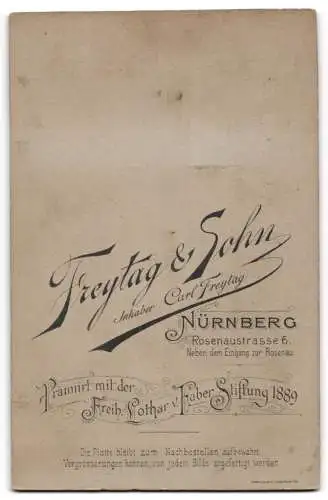 Freytag & Sohn
Inhaber Carl Freytag
NÜRNBERG
Rosenaustrasse 6.
Neben dem Eingang zur Rosenau
Prämirt mit der
Freih. Lothar v. Faber-Stiftung 1889
Die Platte bleibt zum Nachbestellen aufbewahrt.
Vergrösserungen können von jedem Bilde angefertigt werden